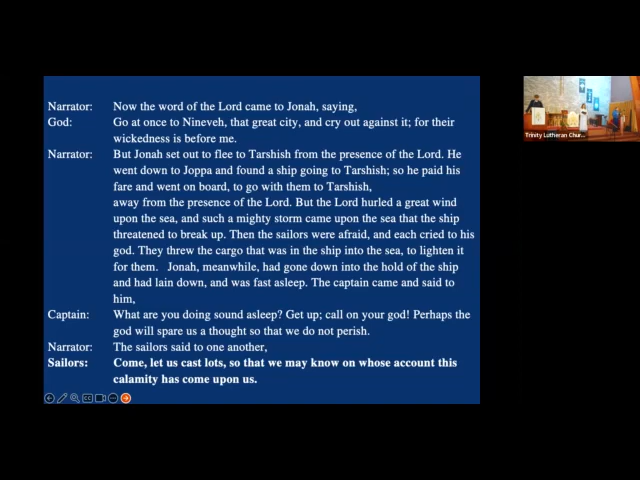 Narrator: Now the word of the Lord came to Jonah, saying,
God: Go at once to Nineveh, that great city, and cry out against it; for their
wickedness is before me.
Narrator: But Jonah set out to flee to Tarshish from the presence of the Lord. He
went down to Joppa and found a ship going to Tarshish; so he paid his
fare and went on board, to go with them to Tarshish,
away from the presence of the Lord. But the Lord hurled a great wind
upon the sea, and such a mighty storm came upon the sea that the ship
threatened to break up. Then the sailors were afraid, and each cried to his
god. They threw the cargo that was in the ship into the sea, to lighten it
for them. Jonah, meanwhile, had gone down into the hold of the ship
and had lain down, and was fast asleep. The captain came and said to
him,
Captain: What are you doing sound asleep? Get up; call on your god! Perhaps the
god will spare us a thought so that we do not perish.
Narrator: The sailors said to one another,
Sailors: Come, let us cast lots, so that we may know on whose account this
calamity has come upon us.
Trinity Lutheran Chur...